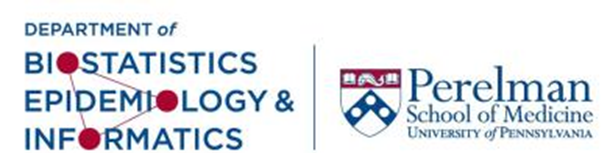 DEPARTMENT of
BIOSTATISTICS
EPIDEMIOLOGY &
INFORMATICS
Perelman
School of Medicine
UNIVERSITY of PENNSYLVANIA